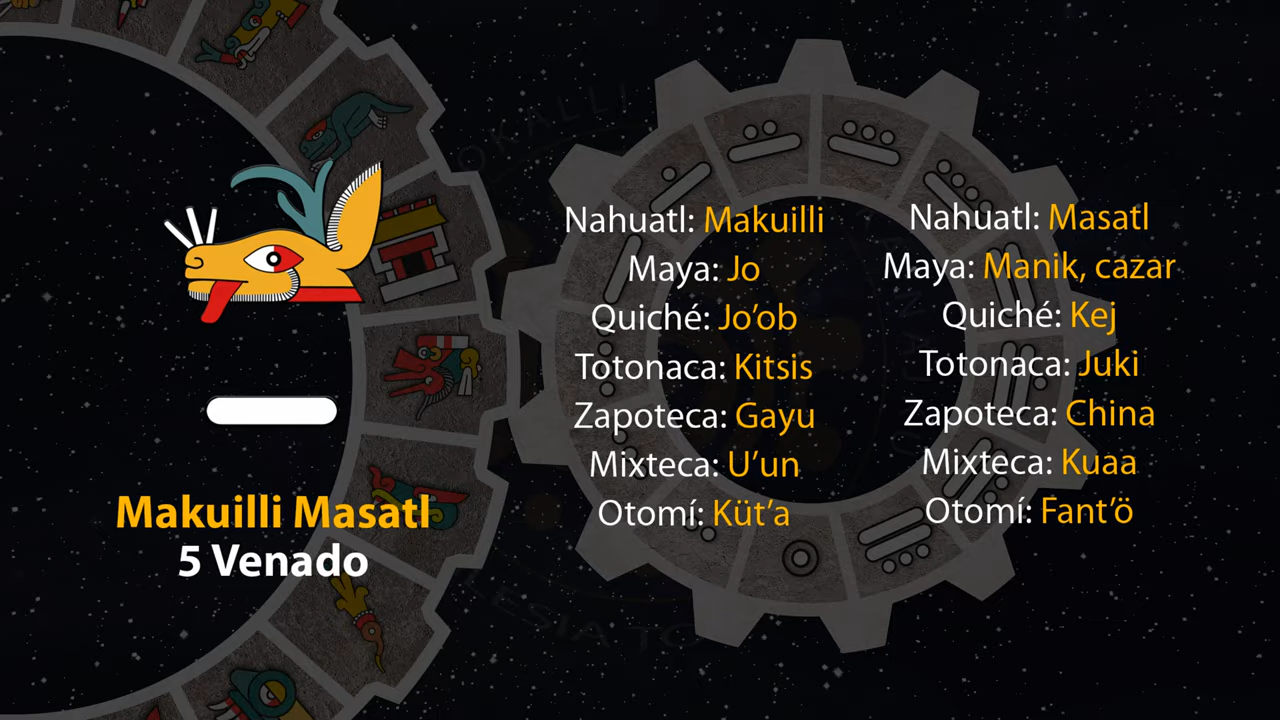 Makuilli Masatl
5 Venado
Nahuatl: Makuilli
Maya: Jo
Quiché: Jo’ob
Totonaca: Kitsis
Zapoteca: Gayu
Mixteca: U’un
Otomí: Küt’a
Nahuatl: Masatl
Maya: Manik, cazar
Quiché: Kej
Totonaca: Juki
Zapoteca: China
Mixteca: Kuaa
Otomí: Fant’ö